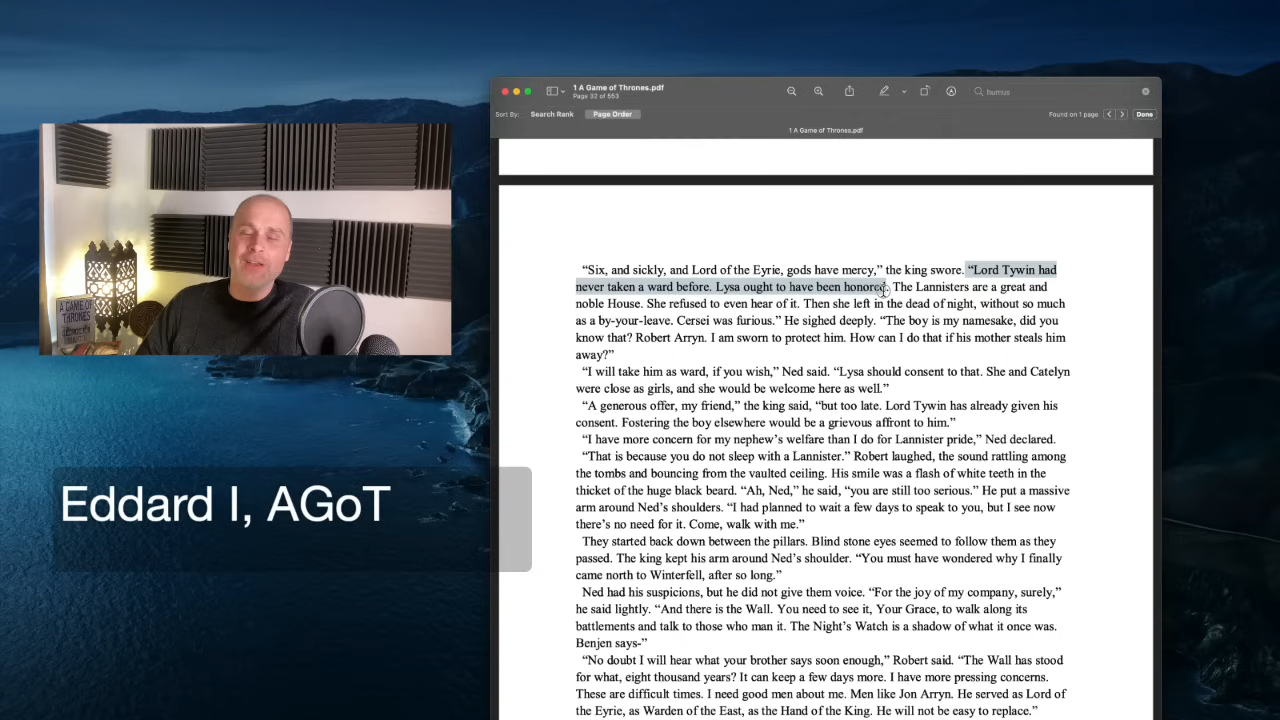 1 A Game of Thrones.pdf
Page 32 of 553
humus
Sort By: Search Rank Page Order
Found on 1 page
Done
1 A Game of Thrones.pdf
“Six, and sickly, and Lord of the Eyrie, gods have mercy,” the king swore. “Lord Tywin had
never taken a ward before. Lysa ought to have been honored. The Lannisters are a great and
noble House. She refused to even hear of it. Then she left in the dead of night, without so much
as a by-your-leave. Cersei was furious.” He sighed deeply. “The boy is my namesake, did you
know that? Robert Arryn. I am sworn to protect him. How can I do that if his mother steals him
away?”
“I will take him as ward, if you wish,” Ned said. “Lysa should consent to that. She and Catelyn
were close as girls, and she would be welcome here as well.”
“A generous offer, my friend,” the king said, “but too late. Lord Tywin has already given his
consent. Fostering the boy elsewhere would be a grievous affront to him.”
“I have more concern for my nephew’s welfare than I do for Lannister pride,” Ned declared.
“That is because you do not sleep with a Lannister.” Robert laughed, the sound rattling among
the tombs and bouncing from the vaulted ceiling. His smile was a flash of white teeth in the
thicket of the huge black beard. “Ah, Ned,” he said, “you are still too serious.” He put a massive
arm around Ned’s shoulders. “I had planned to wait a few days to speak to you, but I see now
there’s no need for it. Come, walk with me.”
They started back down between the pillars. Blind stone eyes seemed to follow them as they
passed. The king kept his arm around Ned’s shoulder. “You must have wondered why I finally
came north to Winterfell, after so long.”
Ned had his suspicions, but he did not give them voice. “For the joy of my company, surely,”
he said lightly. “And there is the Wall. You need to see it, Your Grace, to walk along its
battlements and talk to those who man it. The Night’s Watch is a shadow of what it once was.
Benjen says-”
“No doubt I will hear what your brother says soon enough,” Robert said. “The Wall has stood
for what, eight thousand years? It can keep a few days more. I have more pressing concerns.
These are difficult times. I need good men about me. Men like Jon Arryn. He served as Lord of
the Eyrie, as Warden of the East, as the Hand of the King. He will not be easy to replace.”
A GAME OF
THRONES
Eddard I, AGoT